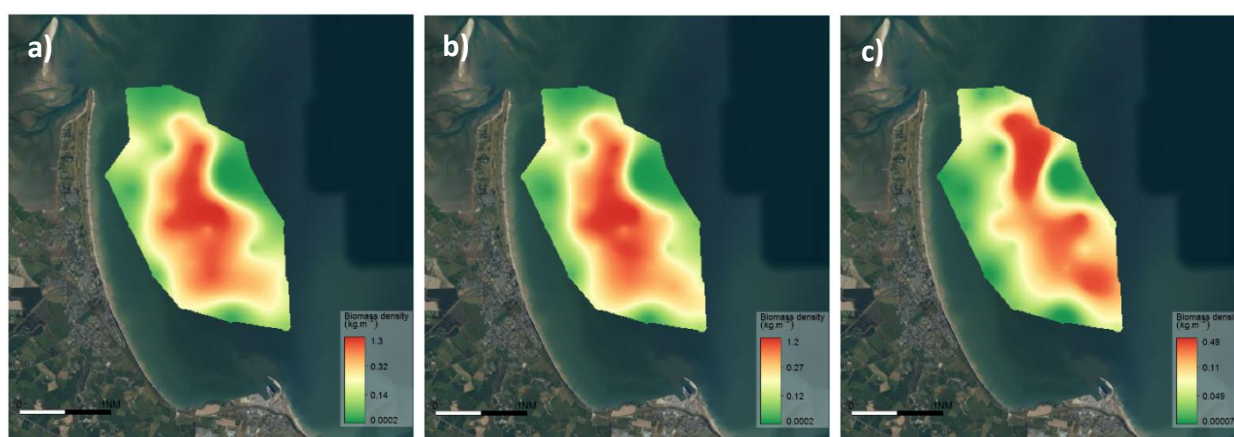 a)
Biomass density
(kg.m⁻²)
1.3
0.32
0.14
0.0002
0 1NM
b)
Biomass density
(kg.m⁻²)
1.2
0.27
0.12
0.0002
0 1NM
c)
Biomass density
(kg.m⁻²)
0.49
0.11
0.049
0.00007
0 1NM